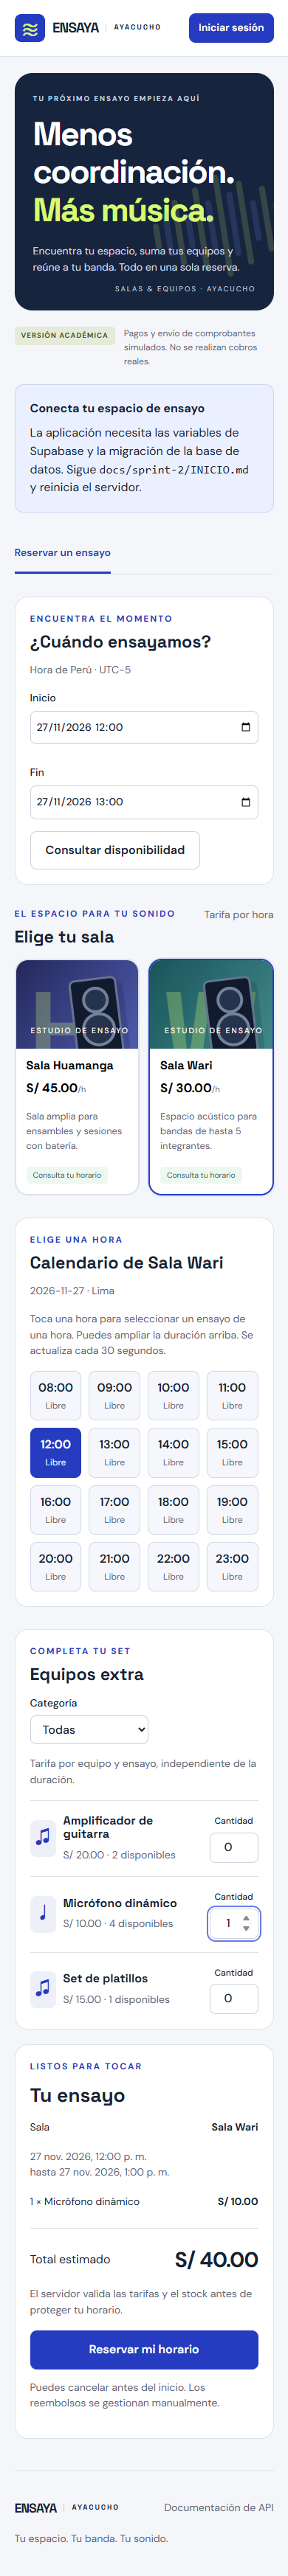 ENSAYA | AYACUCHO
Iniciar sesión
TU PRÓXIMO ENSAYO EMPIEZA AQUÍ
Menos
coordinación.
Más música.
Encuentra tu espacio, suma tus equipos y
reúne a tu banda. Todo en una sola reserva.
SALAS & EQUIPOS · AYACUCHO
VERSIÓN ACADÉMICA
Pagos y envío de comprobantes
simulados. No se realizan cobros
reales.
Conecta tu espacio de ensayo
La aplicación necesita las variables de
Supabase y la migración de la base de
datos. Sigue docs/sprint-2/INICIO.md
y reinicia el servidor.
Reservar un ensayo
ENCUENTRA EL MOMENTO
¿Cuándo ensayamos?
Hora de Perú · UTC-5
Inicio
27/11/2026 12:00
Fin
27/11/2026 13:00
Consultar disponibilidad
EL ESPACIO PARA TU SONIDO
Tarifa por hora
Elige tu sala
H
ESTUDIO DE ENSAYO
Sala Huamanga
S/ 45.00/h
Sala amplia para
ensambles y sesiones
con batería.
Consulta tu horario
W
ESTUDIO DE ENSAYO
Sala Wari
S/ 30.00/h
Espacio acústico para
bandas de hasta 5
integrantes.
Consulta tu horario
ELIGE UNA HORA
Calendario de Sala Wari
2026-11-27 · Lima
Toca una hora para seleccionar un ensayo de
una hora. Puedes ampliar la duración arriba. Se
actualiza cada 30 segundos.
08:00 09:00 10:00 11:00
Libre Libre Libre Libre
12:00 13:00 14:00 15:00
Libre Libre Libre Libre
16:00 17:00 18:00 19:00
Libre Libre Libre Libre
20:00 21:00 22:00 23:00
Libre Libre Libre Libre
COMPLETA TU SET
Equipos extra
Categoría
Todas
Tarifa por equipo y ensayo, independiente de la
duración.
Amplificador de
guitarra
S/ 20.00 · 2 disponibles
Cantidad
0
Micrófono dinámico
S/ 10.00 · 4 disponibles
Cantidad
1
Set de platillos
S/ 15.00 · 1 disponibles
Cantidad
0
LISTOS PARA TOCAR
Tu ensayo
Sala Sala Wari
27 nov. 2026, 12:00 p. m.
hasta 27 nov. 2026, 1:00 p. m.
1 × Micrófono dinámico S/ 10.00
Total estimado S/ 40.00
El servidor valida las tarifas y el stock antes de
proteger tu horario.
Reservar mi horario
Puedes cancelar antes del inicio. Los
reembolsos se gestionan manualmente.
ENSAYA | AYACUCHO
Documentación de API
Tu espacio. Tu banda. Tu sonido.